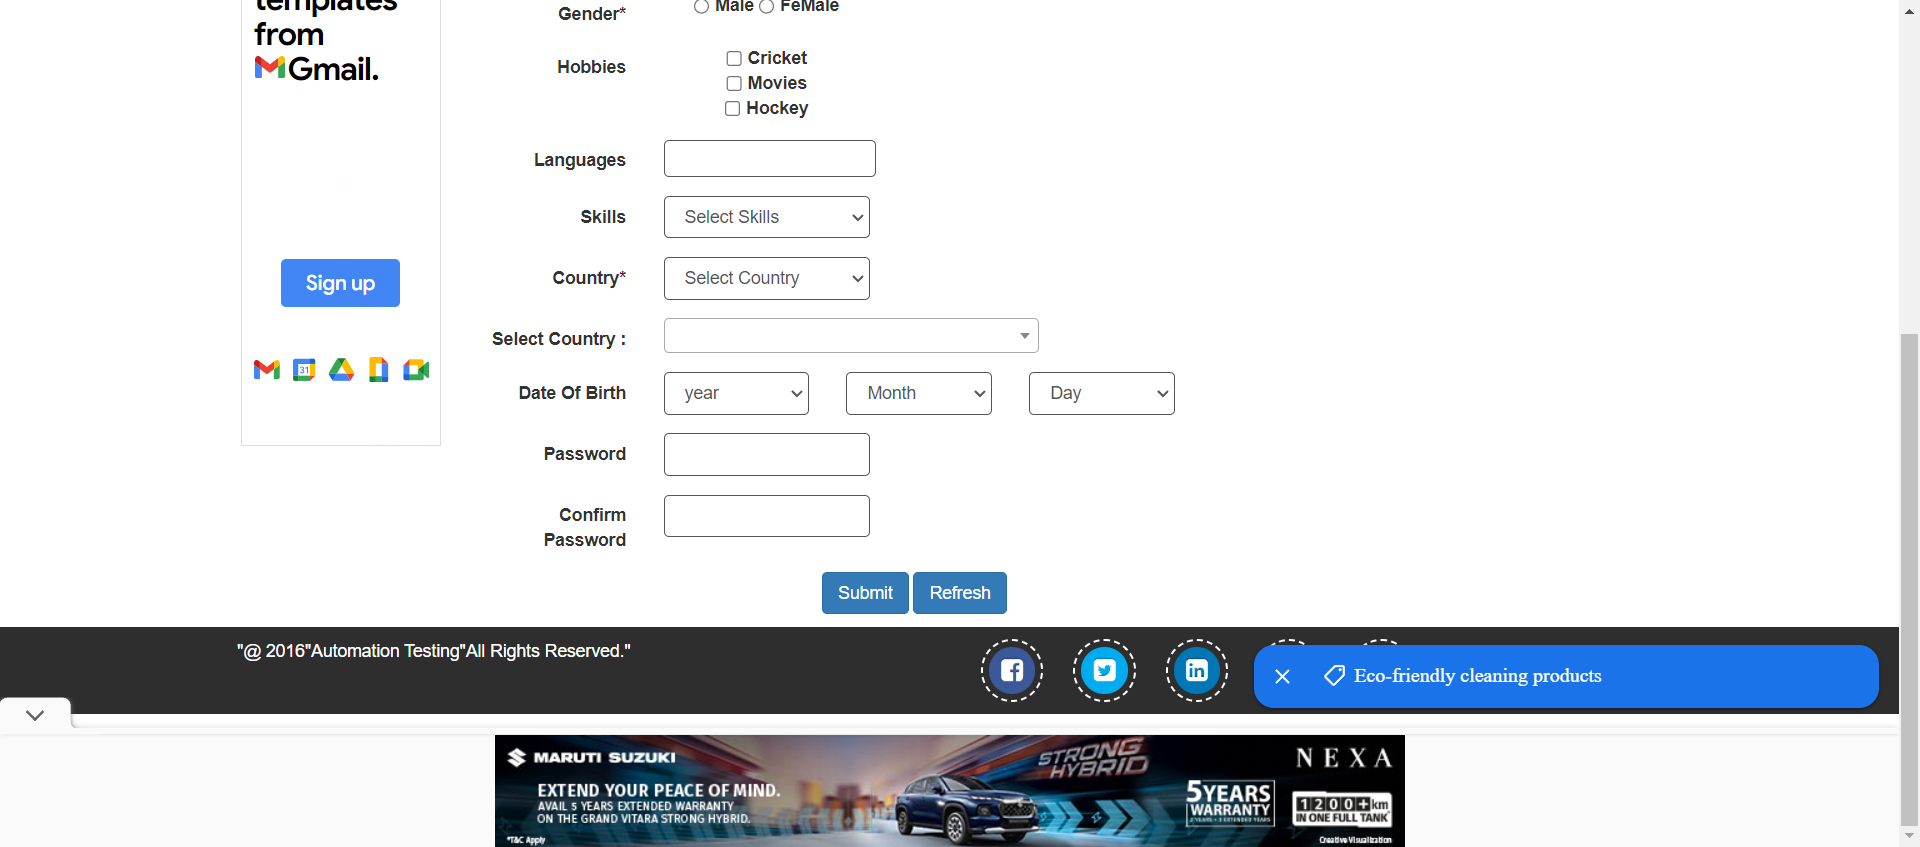 templates
from
Gmail.
Sign up
31
Gender*
Male FeMale
Hobbies
Cricket
Movies
Hockey
Languages
Skills
Select Skills
Country*
Select Country
Select Country :
Date Of Birth
year
Month
Day
Password
Confirm
Password
Submit
Refresh
"@ 2016"Automation Testing"All Rights Reserved."
in
Eco-friendly cleaning products
MARUTI SUZUKI
EXTEND YOUR PEACE OF MIND.
AVAIL 5 YEARS EXTENDED WARRANTY
ON THE GRAND VITARA STRONG HYBRID.
*T&C Apply
STRONG
HYBRID
NEXA
5YEARS
WARRANTY
1200+km
IN ONE FULL TANK*
Creative Visualization